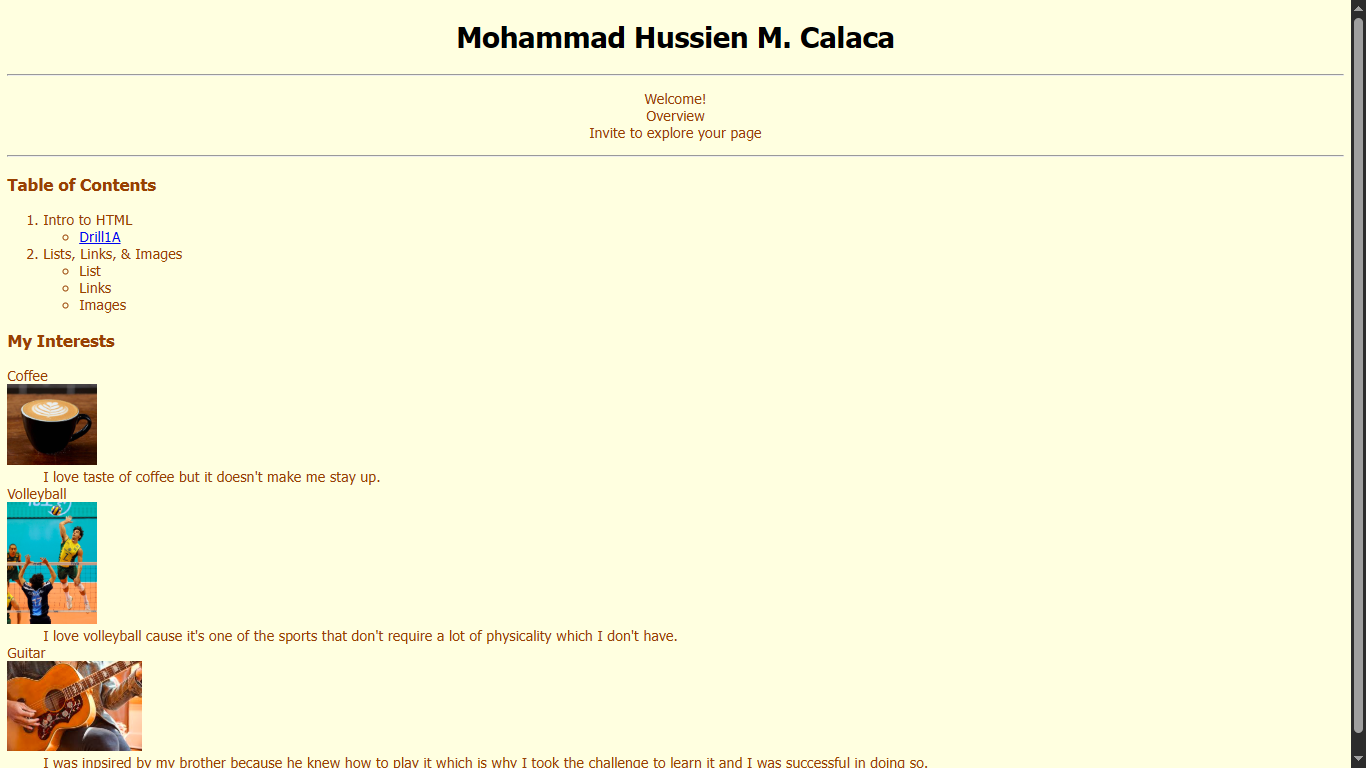 Mohammad Hussien M. Calaca
Welcome!
Overview
Invite to explore your page
Table of Contents
1. Intro to HTML
Drill1A
2. Lists, Links, & Images
List
Links
Images
My Interests
Coffee
I love taste of coffee but it doesn't make me stay up.
Volleyball
17
I love volleyball cause it's one of the sports that don't require a lot of physicality which I don't have.
Guitar
I was inpsired by my brother because he knew how to play it which is why I took the challenge to learn it and I was successful in doing so.